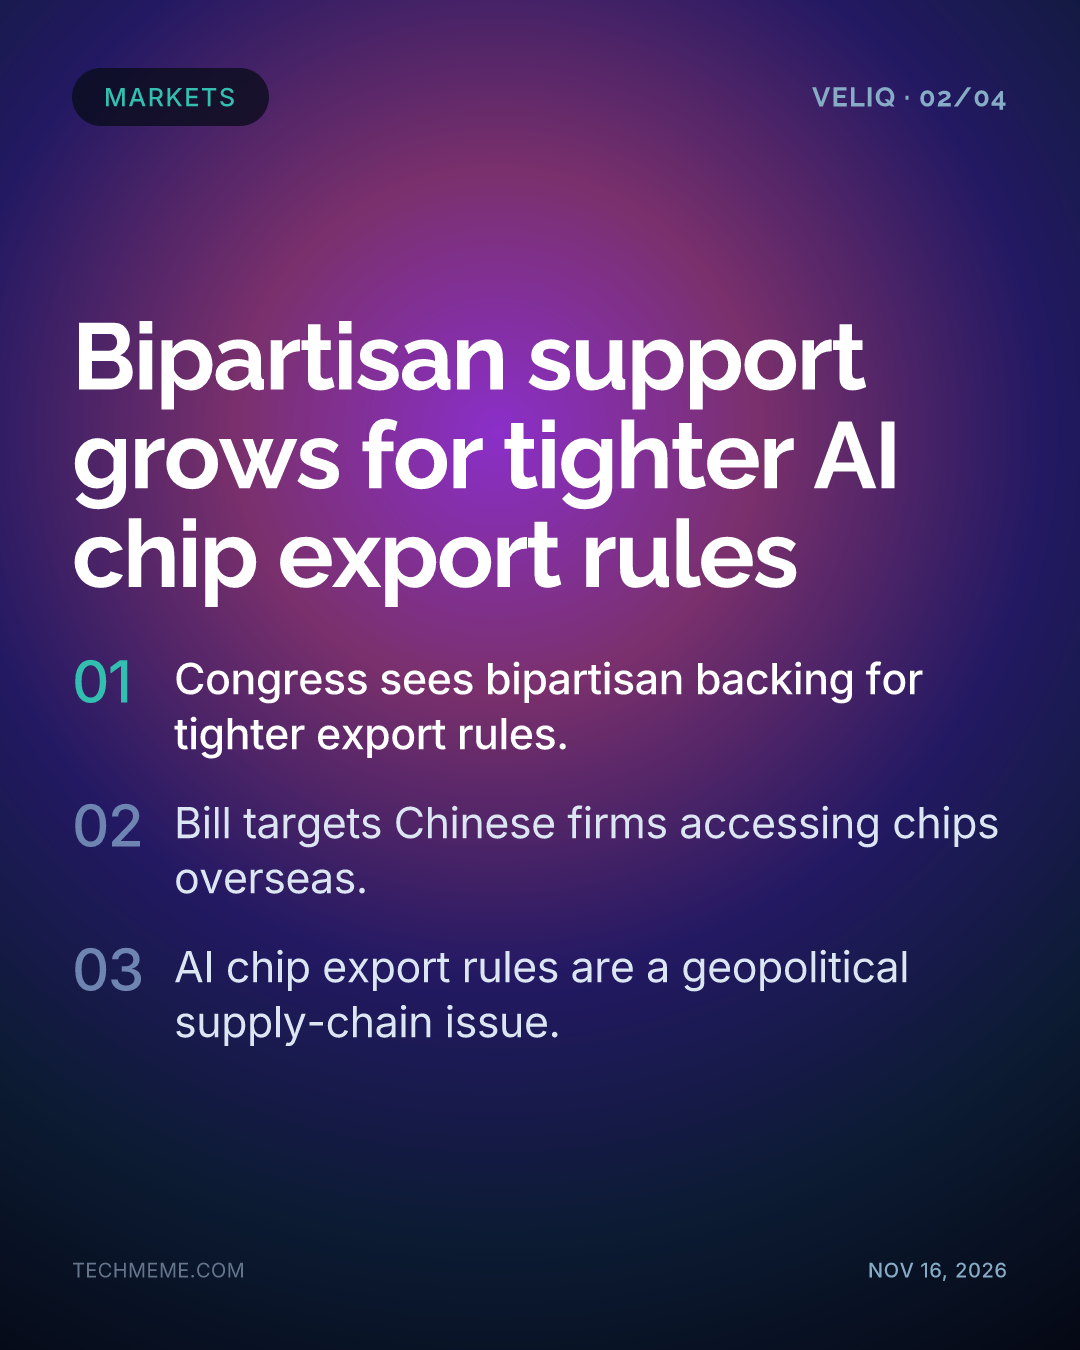 MARKETS
VELIQ · 02/04
Bipartisan support
grows for tighter AI
chip export rules
01 Congress sees bipartisan backing for
tighter export rules.
02 Bill targets Chinese firms accessing chips
overseas.
03 AI chip export rules are a geopolitical
supply-chain issue.
TECHMEME.COM
NOV 16, 2026